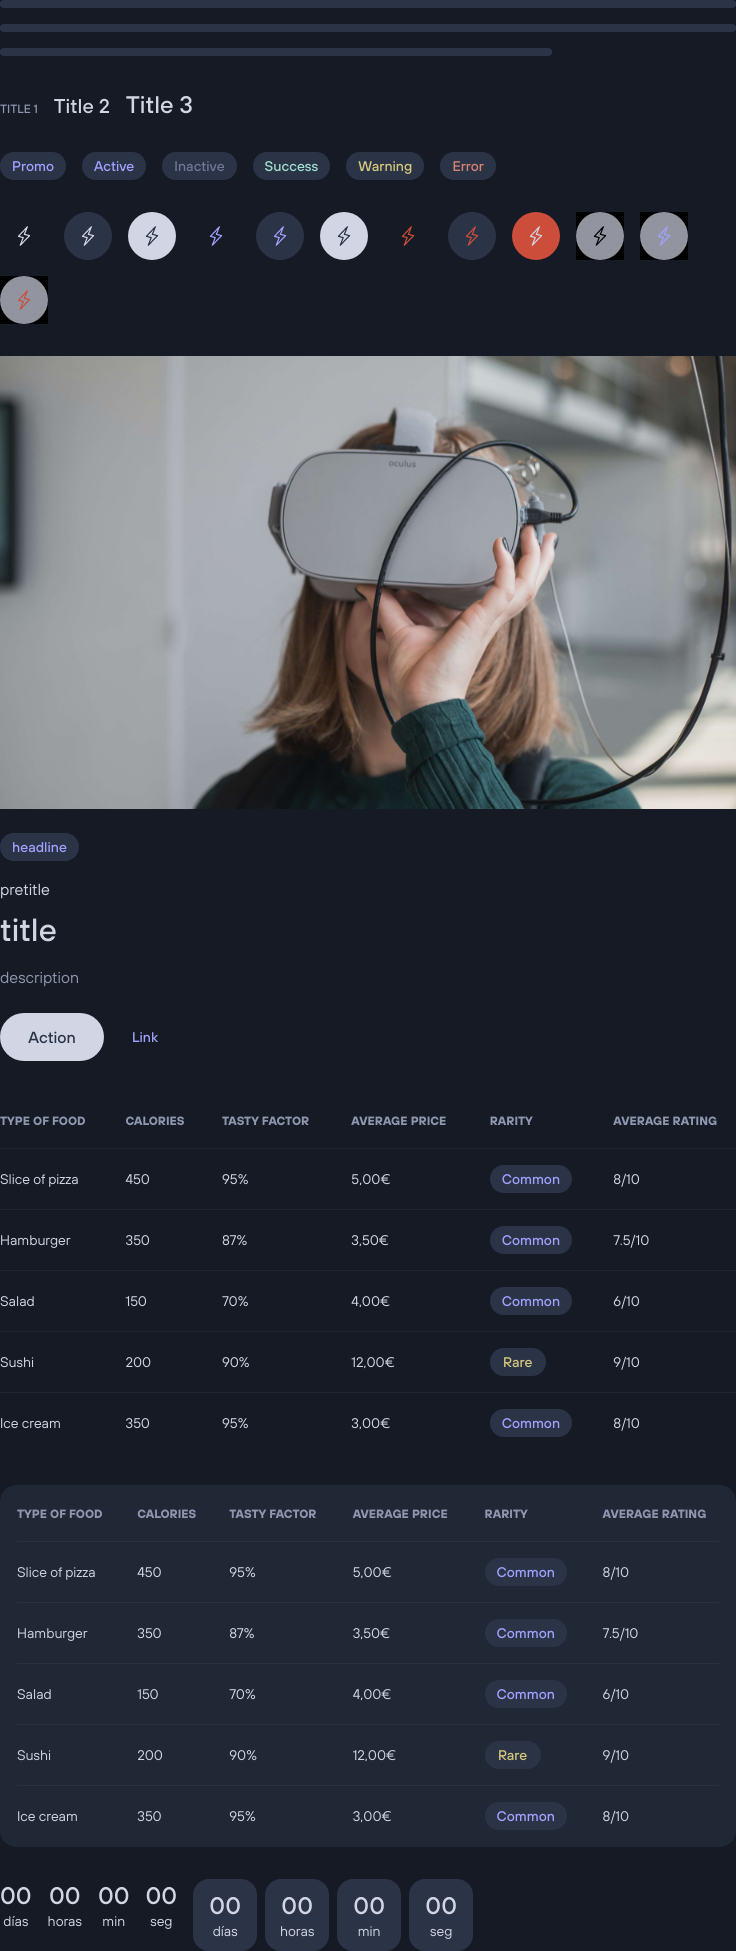 TITLE 1 Title 2 Title 3
Promo Active Inactive Success Warning Error
oculus
headline
pretitle
title
description
Action Link
TYPE OF FOOD CALORIES TASTY FACTOR AVERAGE PRICE RARITY AVERAGE RATING
Slice of pizza 450 95% 5,00€ Common 8/10
Hamburger 350 87% 3,50€ Common 7.5/10
Salad 150 70% 4,00€ Common 6/10
Sushi 200 90% 12,00€ Rare 9/10
Ice cream 350 95% 3,00€ Common 8/10
TYPE OF FOOD CALORIES TASTY FACTOR AVERAGE PRICE RARITY AVERAGE RATING
Slice of pizza 450 95% 5,00€ Common 8/10
Hamburger 350 87% 3,50€ Common 7.5/10
Salad 150 70% 4,00€ Common 6/10
Sushi 200 90% 12,00€ Rare 9/10
Ice cream 350 95% 3,00€ Common 8/10
00 00 00 00 00 00 00 00
días horas min seg días horas min seg